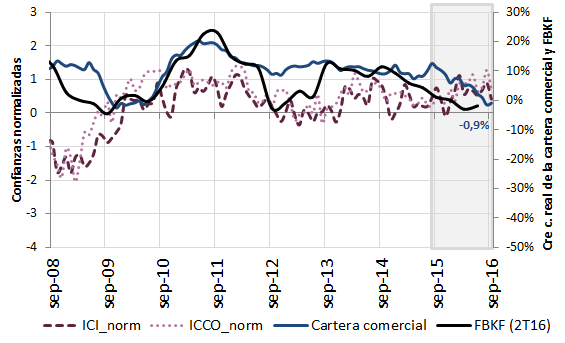 Confianzas normalizadas
3
2
1
0
-1
-2
-3
-4
30%
20%
10%
0%
-10%
-20%
-30%
-40%
-50%
Cre c. real de la cartera comercial y FBKF
-0,9%
sep-08
sep-09
sep-10
sep-11
sep-12
sep-13
sep-14
sep-15
sep-16
ICI_norm
ICCO_norm
Cartera comercial
FBKF (2T16)